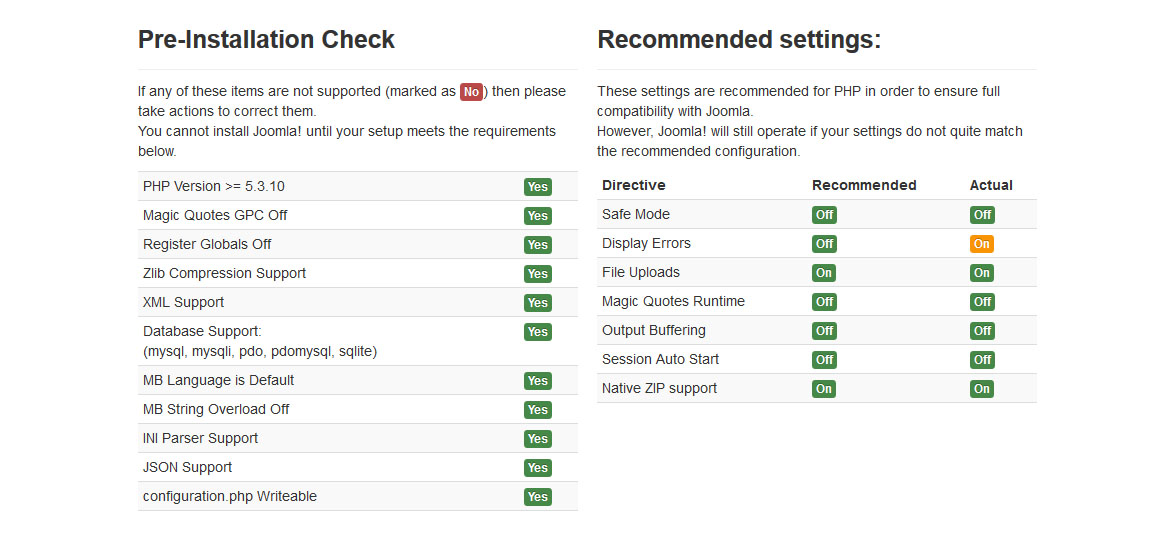 Pre-Installation Check
If any of these items are not supported (marked as No) then please
take actions to correct them.
You cannot install Joomla! until your setup meets the requirements
below.
PHP Version >= 5.3.10 Yes
Magic Quotes GPC Off Yes
Register Globals Off Yes
Zlib Compression Support Yes
XML Support Yes
Database Support: Yes
(mysql, mysqli, pdo, pdomysql, sqlite)
MB Language is Default Yes
MB String Overload Off Yes
INI Parser Support Yes
JSON Support Yes
configuration.php Writeable Yes
Recommended settings:
These settings are recommended for PHP in order to ensure full
compatibility with Joomla.
However, Joomla! will still operate if your settings do not quite match
the recommended configuration.
Directive Recommended Actual
Safe Mode Off Off
Display Errors Off On
File Uploads On On
Magic Quotes Runtime Off Off
Output Buffering Off Off
Session Auto Start Off Off
Native ZIP support On On